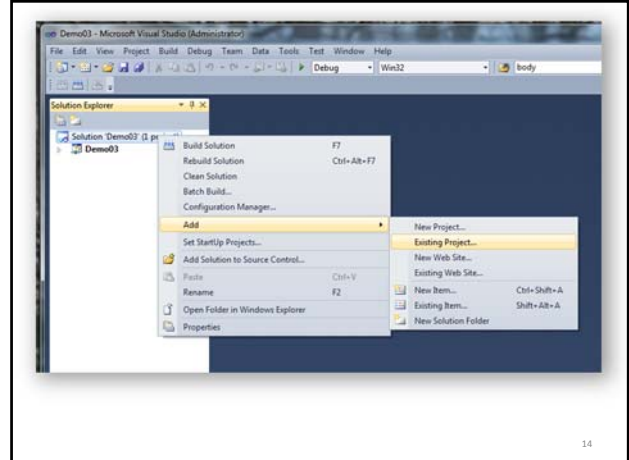 Demo03 - Microsoft Visual Studio (Administrator)
File Edit View Project Build Debug Team Data Tools Test Window Help
Debug Win32 body
Solution Explorer
Solution 'Demo03' (1 project)
Demo03
Build Solution F7
Rebuild Solution Ctrl+Alt+F7
Clean Solution
Batch Build...
Configuration Manager...
Add
Set StartUp Projects...
Add Solution to Source Control...
Paste Ctrl+V
Rename F2
Open Folder in Windows Explorer
Properties
New Project...
Existing Project...
New Web Site...
Existing Web Site...
New Item... Ctrl+Shift+A
Existing Item... Shift+Alt+A
New Solution Folder
14